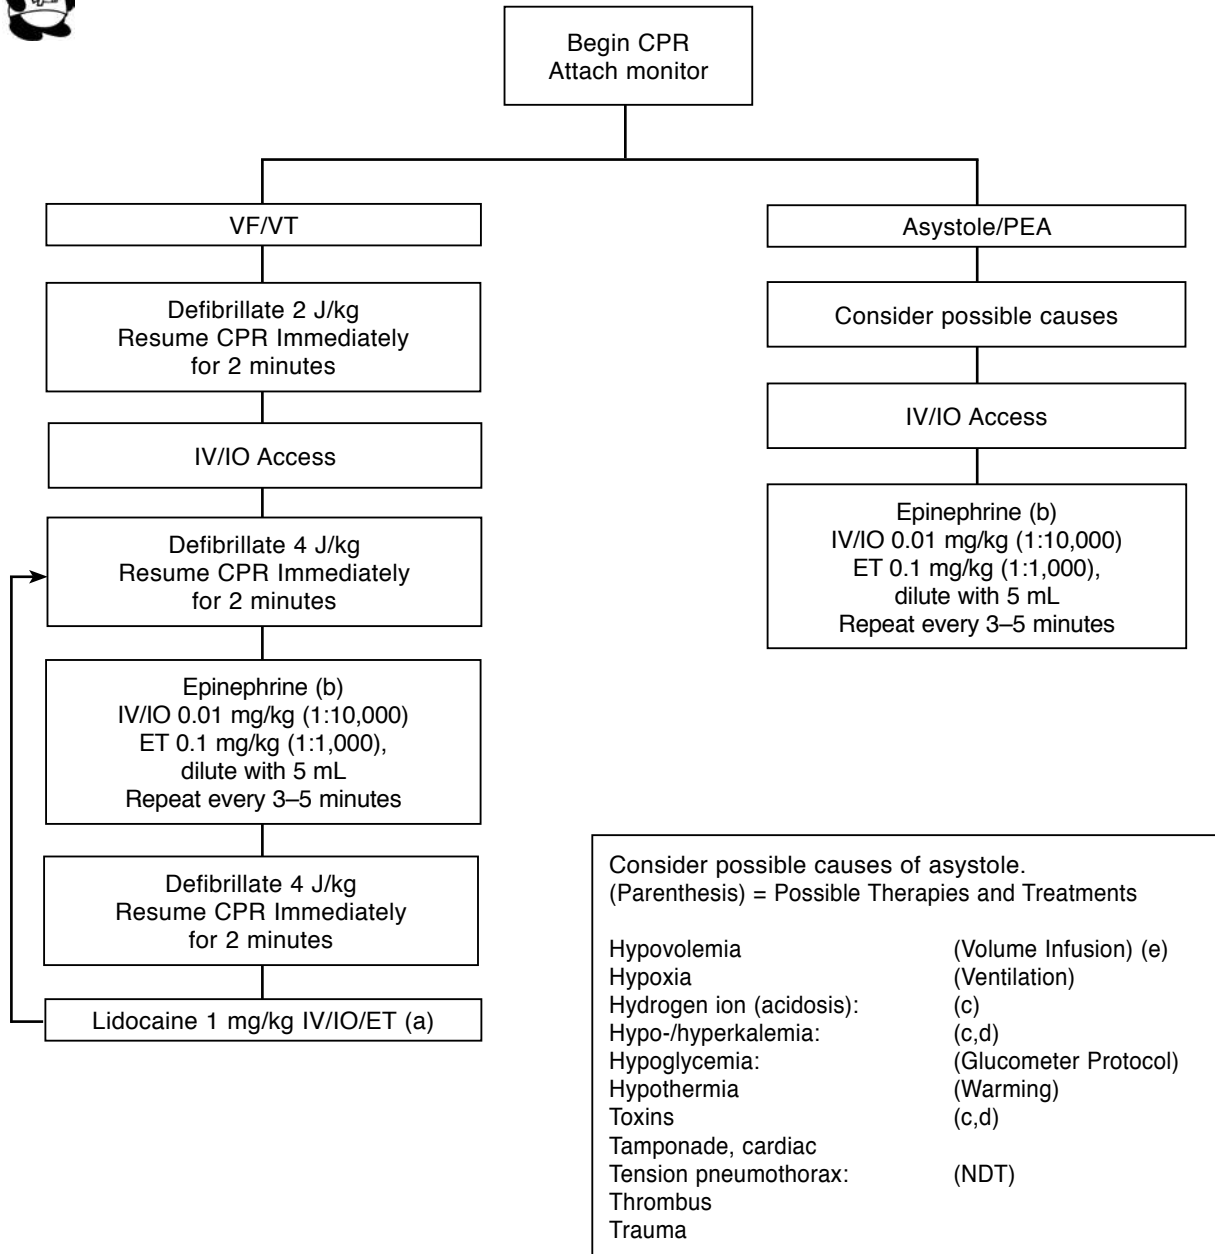 Begin CPR
Attach monitor
VF/VT
Defibrillate 2 J/kg
Resume CPR Immediately
for 2 minutes
IV/IO Access
Defibrillate 4 J/kg
Resume CPR Immediately
for 2 minutes
Epinephrine (b)
IV/IO 0.01 mg/kg (1:10,000)
ET 0.1 mg/kg (1:1,000),
dilute with 5 mL
Repeat every 3–5 minutes
Defibrillate 4 J/kg
Resume CPR Immediately
for 2 minutes
Lidocaine 1 mg/kg IV/IO/ET (a)
Asystole/PEA
Consider possible causes
IV/IO Access
Epinephrine (b)
IV/IO 0.01 mg/kg (1:10,000)
ET 0.1 mg/kg (1:1,000),
dilute with 5 mL
Repeat every 3–5 minutes
Consider possible causes of asystole.
(Parenthesis) = Possible Therapies and Treatments
Hypovolemia (Volume Infusion) (e)
Hypoxia (Ventilation)
Hydrogen ion (acidosis): (c)
Hypo-/hyperkalemia: (c,d)
Hypoglycemia: (Glucometer Protocol)
Hypothermia (Warming)
Toxins (c,d)
Tamponade, cardiac
Tension pneumothorax: (NDT)
Thrombus
Trauma